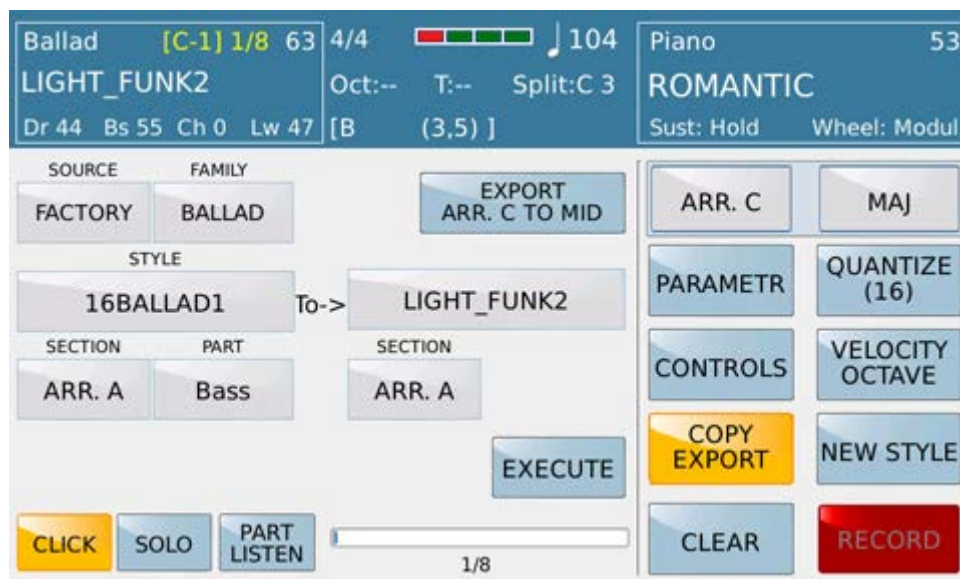 Ballad [C-1] 1/8 63
LIGHT_FUNK2
Dr 44 Bs 55 Ch 0 Lw 47
4/4 104
Oct:-- T:-- Split:C 3
[B (3,5) ]
Piano 53
ROMANTIC
Sust: Hold Wheel: Modul
SOURCE FAMILY
FACTORY BALLAD
EXPORT
ARR. C TO MID
STYLE
16BALLAD1 To-> LIGHT_FUNK2
SECTION PART SECTION
ARR. A Bass ARR. A
EXECUTE
CLICK SOLO PART
LISTEN
1/8
ARR. C MAJ
PARAMETR QUANTIZE
(16)
CONTROLS VELOCITY
OCTAVE
COPY
EXPORT NEW STYLE
CLEAR RECORD